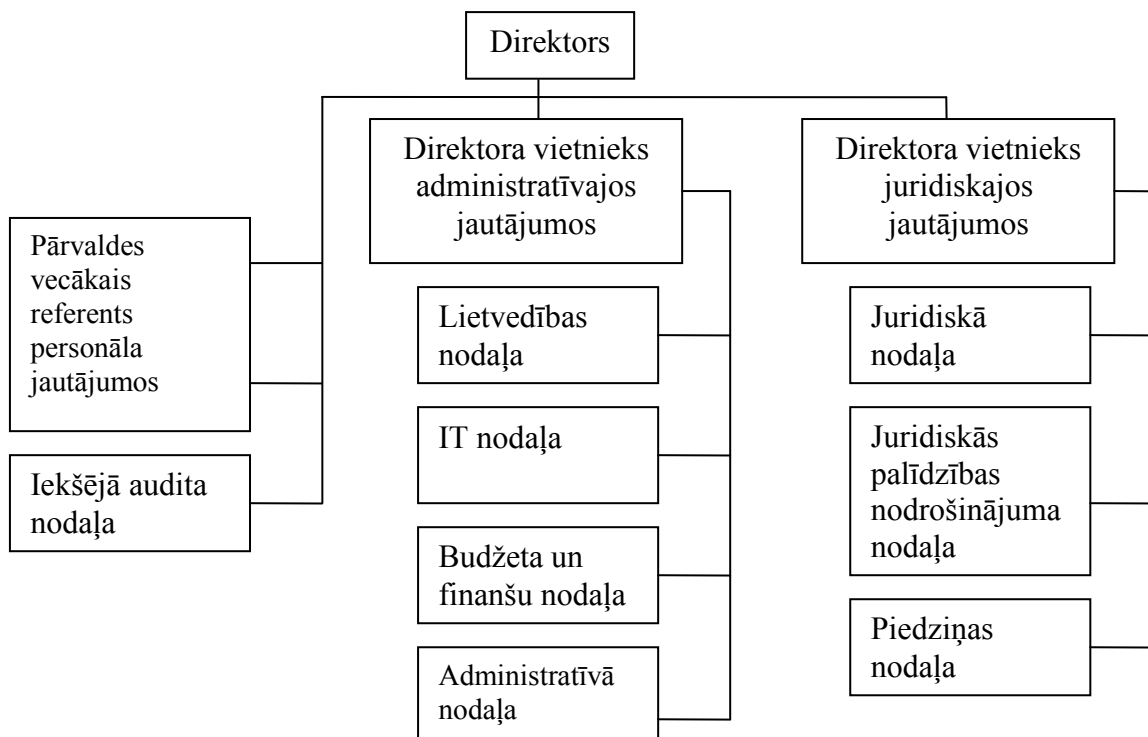 Direktors
Direktora vietnieks
administratīvajos
jautājumos
Direktora vietnieks
juridiskajos
jautājumos
Pārvaldes
vecākais
referents
personāla
jautājumos
Iekšējā audita
nodaļa
Lietvedības
nodaļa
IT nodaļa
Budžeta un
finanšu nodaļa
Administratīvā
nodaļa
Juridiskā
nodaļa
Juridiskās
palīdzības
nodrošinājuma
nodaļa
Piedziņas
nodaļa